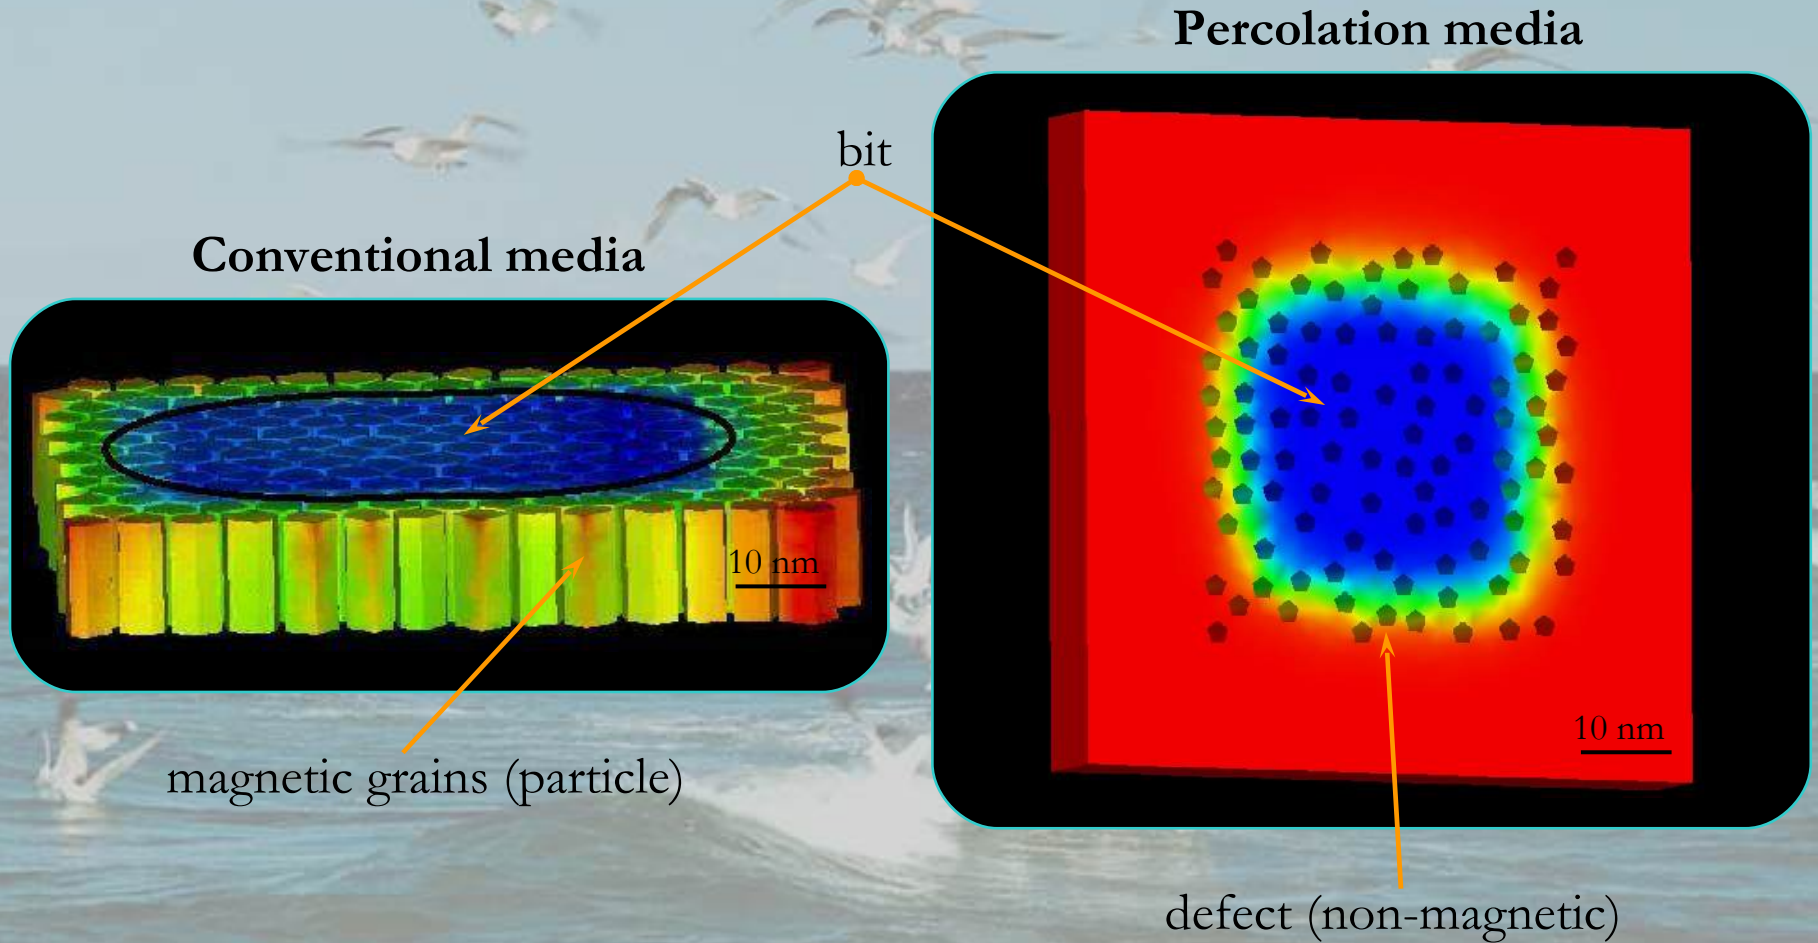 Percolation media
bit
Conventional media
10 nm
10 nm
magnetic grains (particle)
defect (non-magnetic)